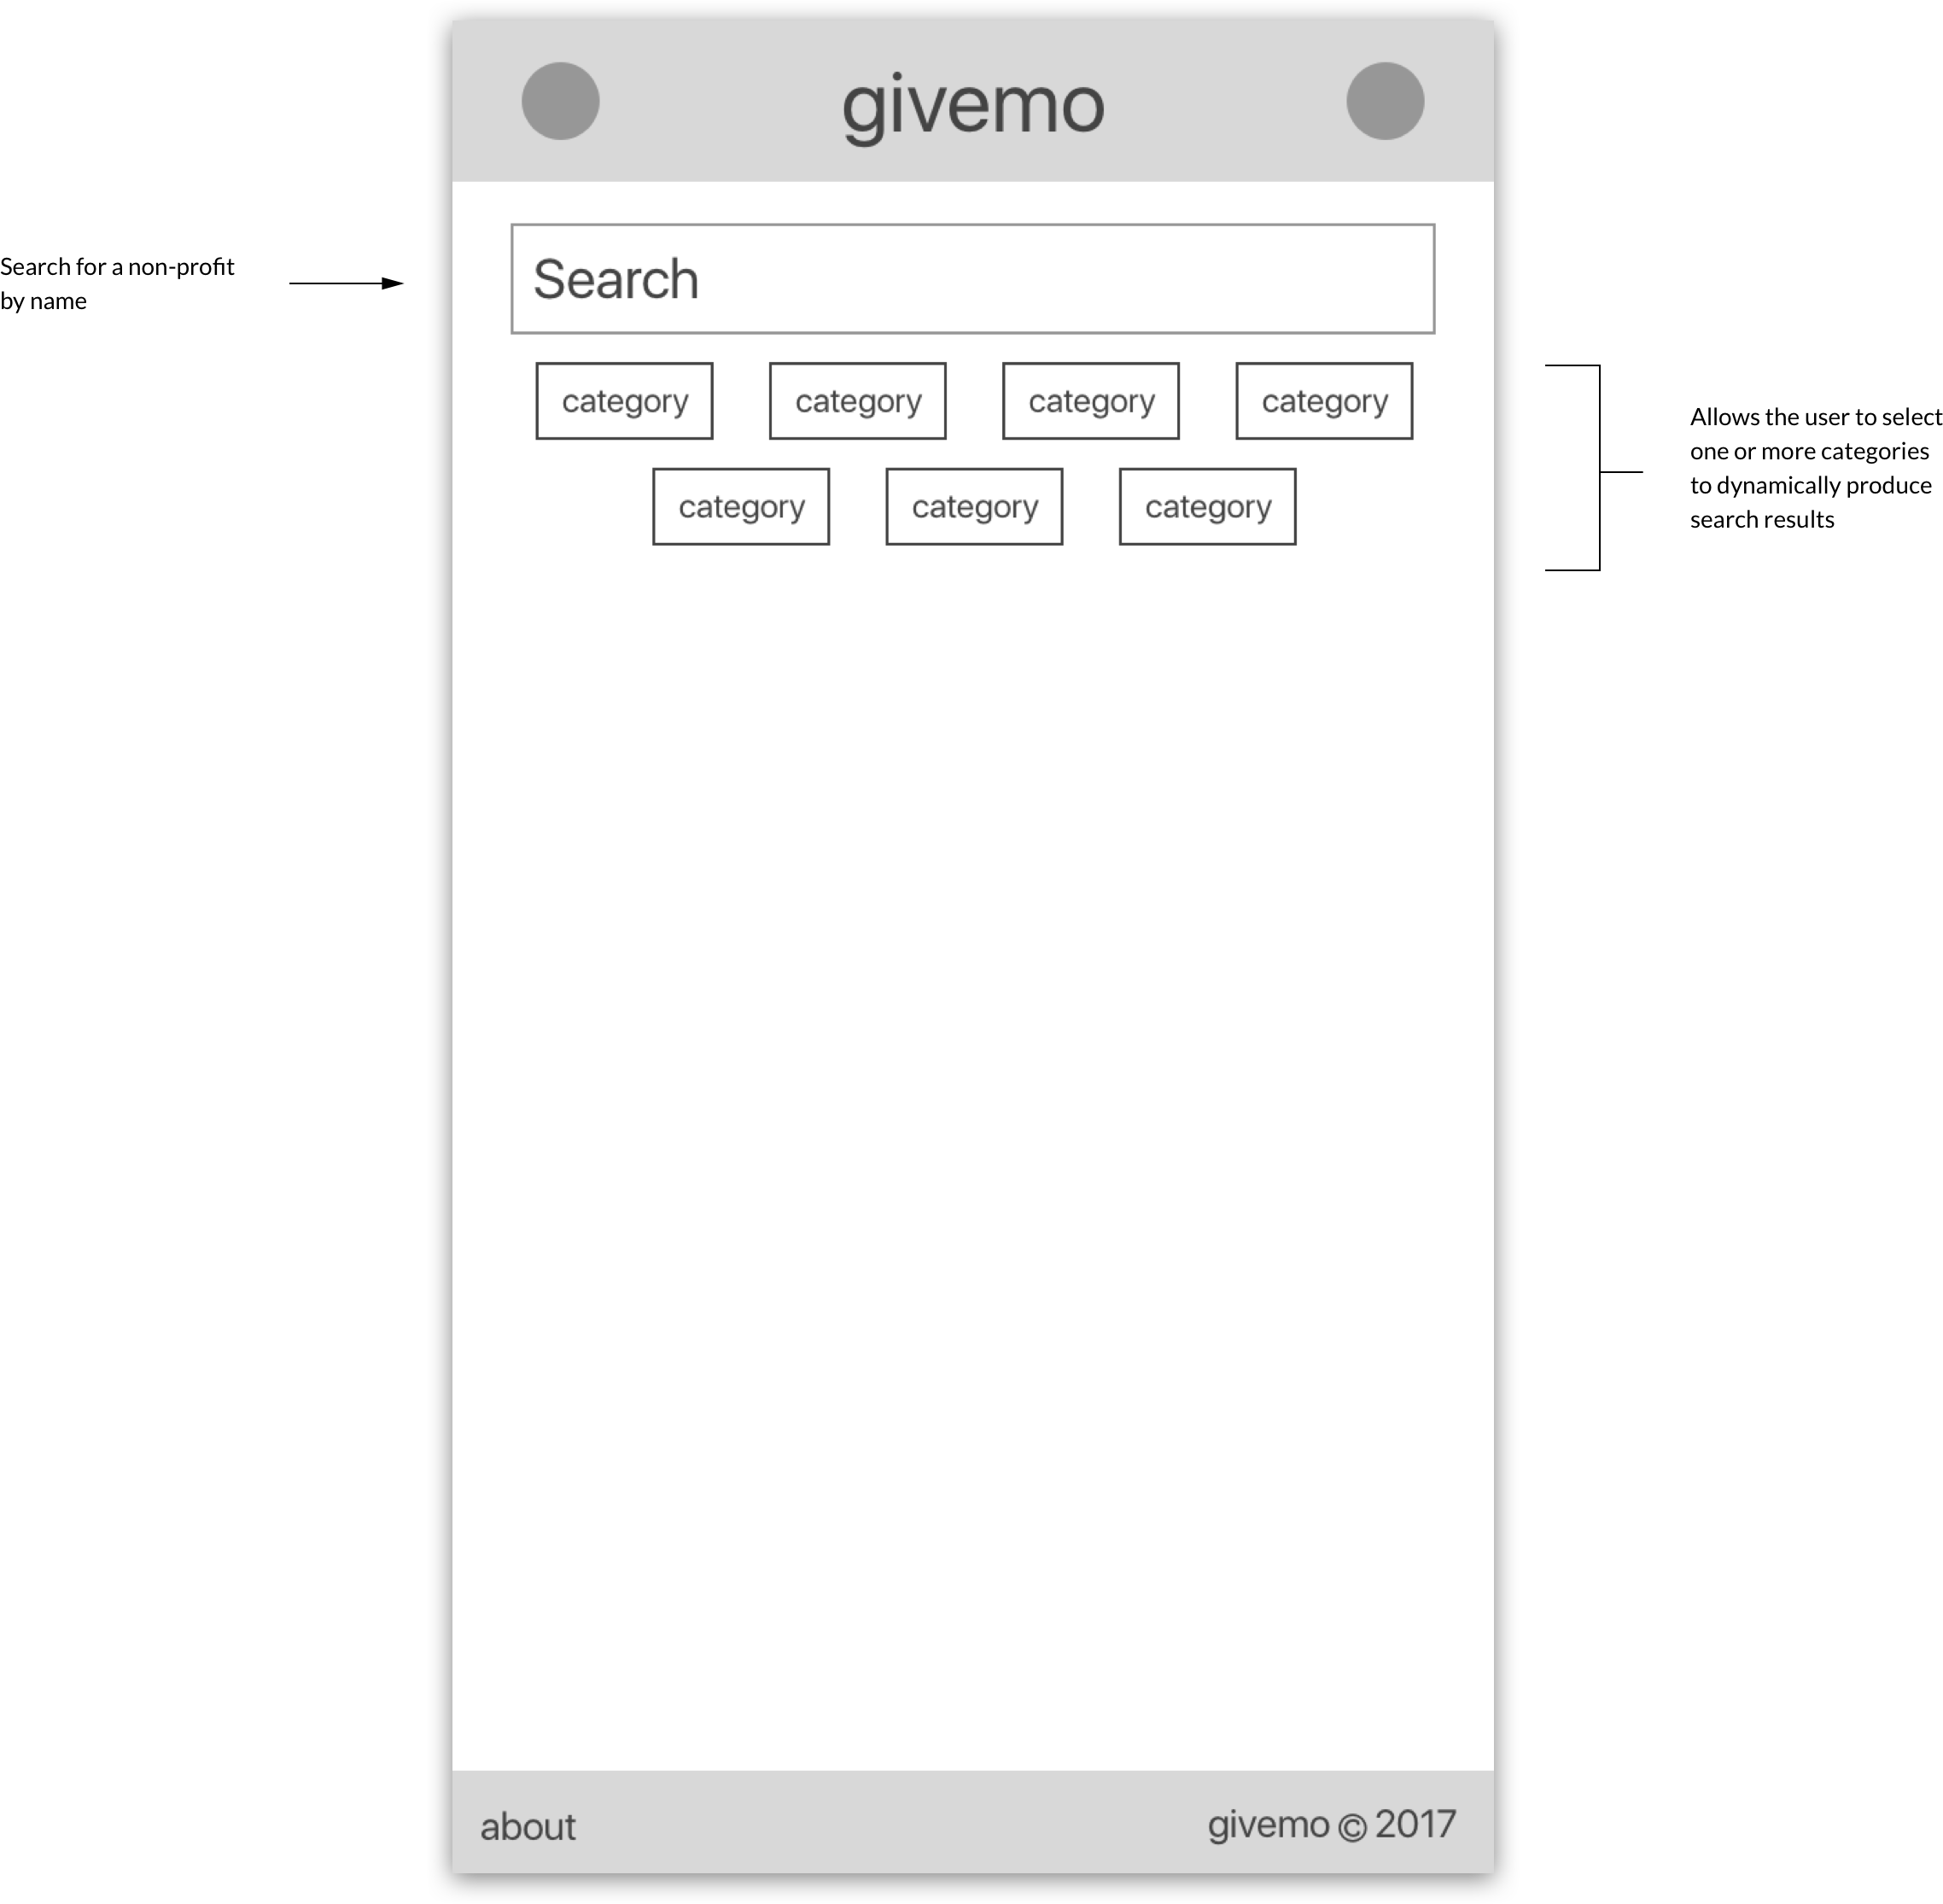 givemo
Search for a non-profit
by name
Search
category
category
category
category
category
category
category
Allows the user to select
one or more categories
to dynamically produce
search results
about
givemo © 2017